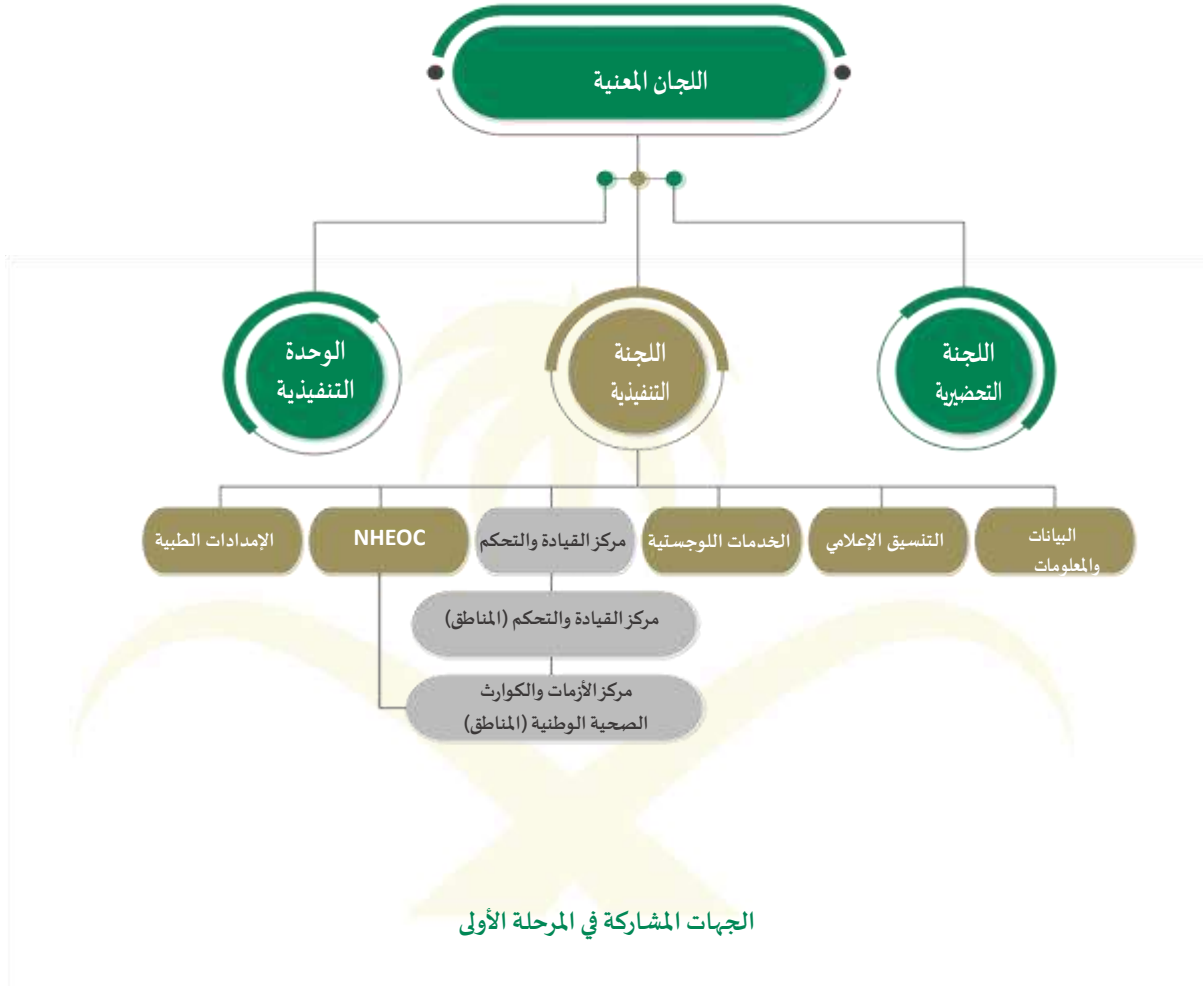 اللجان المعنية
اللجنة
التحضيرية
اللجنة
التنفيذية
الوحدة
التنفيذية
البيانات
والمعلومات
التنسيق الإعلامي
الخدمات اللوجستية
مركز القيادة والتحكم
NHEOC
الإمدادات الطبية
مركز القيادة والتحكم (المناطق)
مركز الأزمات والكوارث
الصحية الوطنية (المناطق)
الجهات المشاركة في المرحلة الأولى